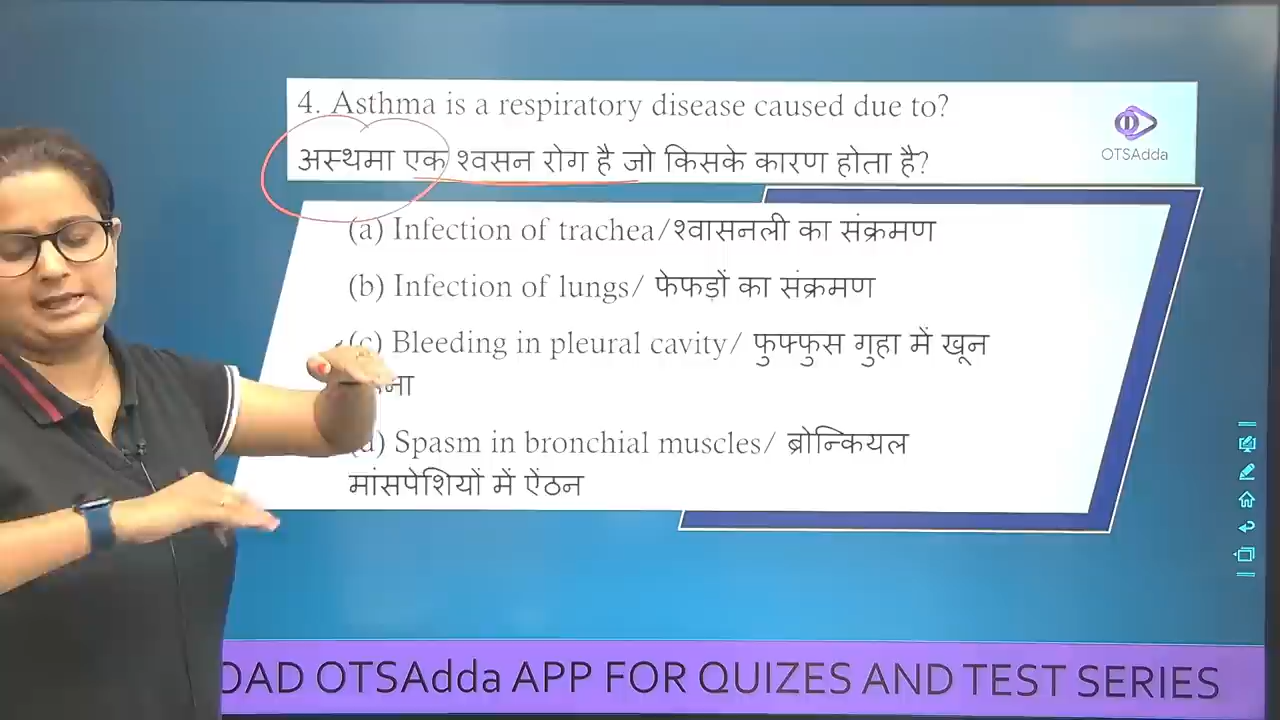 4. Asthma is a respiratory disease caused due to?
अस्थमा एक श्वसन रोग है जो किसके कारण होता है?
OTSAdda
(a) Infection of trachea/श्वासनली का संक्रमण
(b) Infection of lungs/ फेफड़ों का संक्रमण
(c) Bleeding in pleural cavity/ फुफ्फुस गुहा में खून
(d) Spasm in bronchial muscles/ ब्रोन्कियल
मांसपेशियों में ऐंठन
OTSAdda APP FOR QUIZES AND TEST SERIES